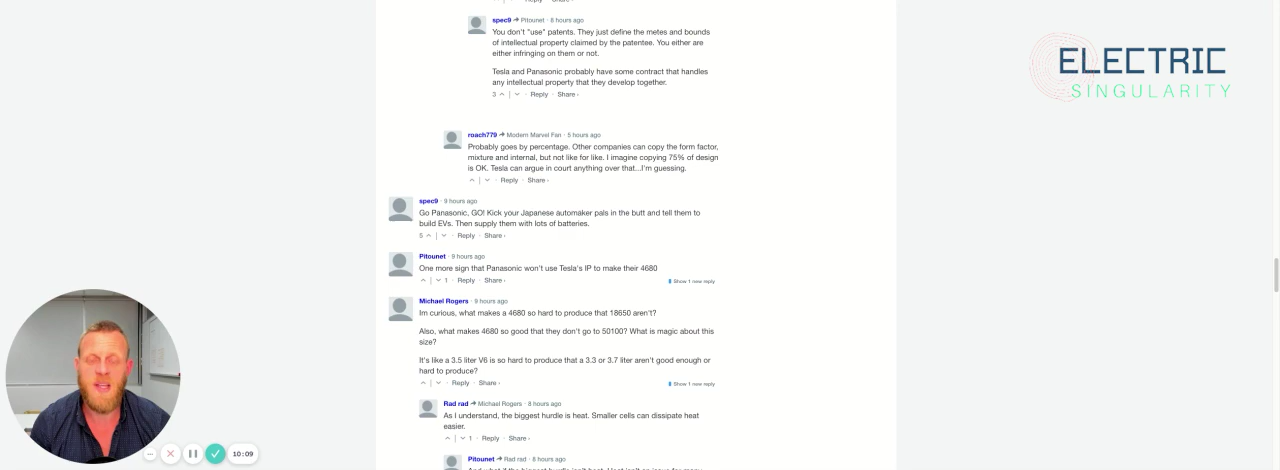 Reply · Share ›
spec9 Pitounet · 8 hours ago
You don't "use" patents. They just define the metes and bounds
of intellectual property claimed by the patentee. You either are
either infringing on them or not.
Tesla and Panasonic probably have some contract that handles
any intellectual property that they develop together.
3 | · Reply · Share ›
roach779 Modern Marvel Fan · 5 hours ago
Probably goes by percentage. Other companies can copy the form factor,
mixture and internal, but not like for like. I imagine copying 75% of design
is OK. Tesla can argue in court anything over that...I'm guessing.
| · Reply · Share ›
spec9 · 9 hours ago
Go Panasonic, GO! Kick your Japanese automaker pals in the butt and tell them to
build EVs. Then supply them with lots of batteries.
5 | · Reply · Share ›
Pitounet · 9 hours ago
One more sign that Panasonic won't use Tesla's IP to make their 4680
| 1 · Reply · Share ›
Show 1 new reply
Michael Rogers · 9 hours ago
Im curious, what makes a 4680 so hard to produce that 18650 aren't?
Also, what makes 4680 so good that they don't go to 50100? What is magic about this
size?
It's like a 3.5 liter V6 is so hard to produce that a 3.3 or 3.7 liter aren't good enough or
hard to produce?
| · Reply · Share ›
Show 1 new reply
Rad rad Michael Rogers · 8 hours ago
As I understand, the biggest hurdle is heat. Smaller cells can dissipate heat
easier.
| 1 · Reply · Share ›
Pitounet Rad rad · 8 hours ago
ELECTRIC
SINGULARITY
10:09